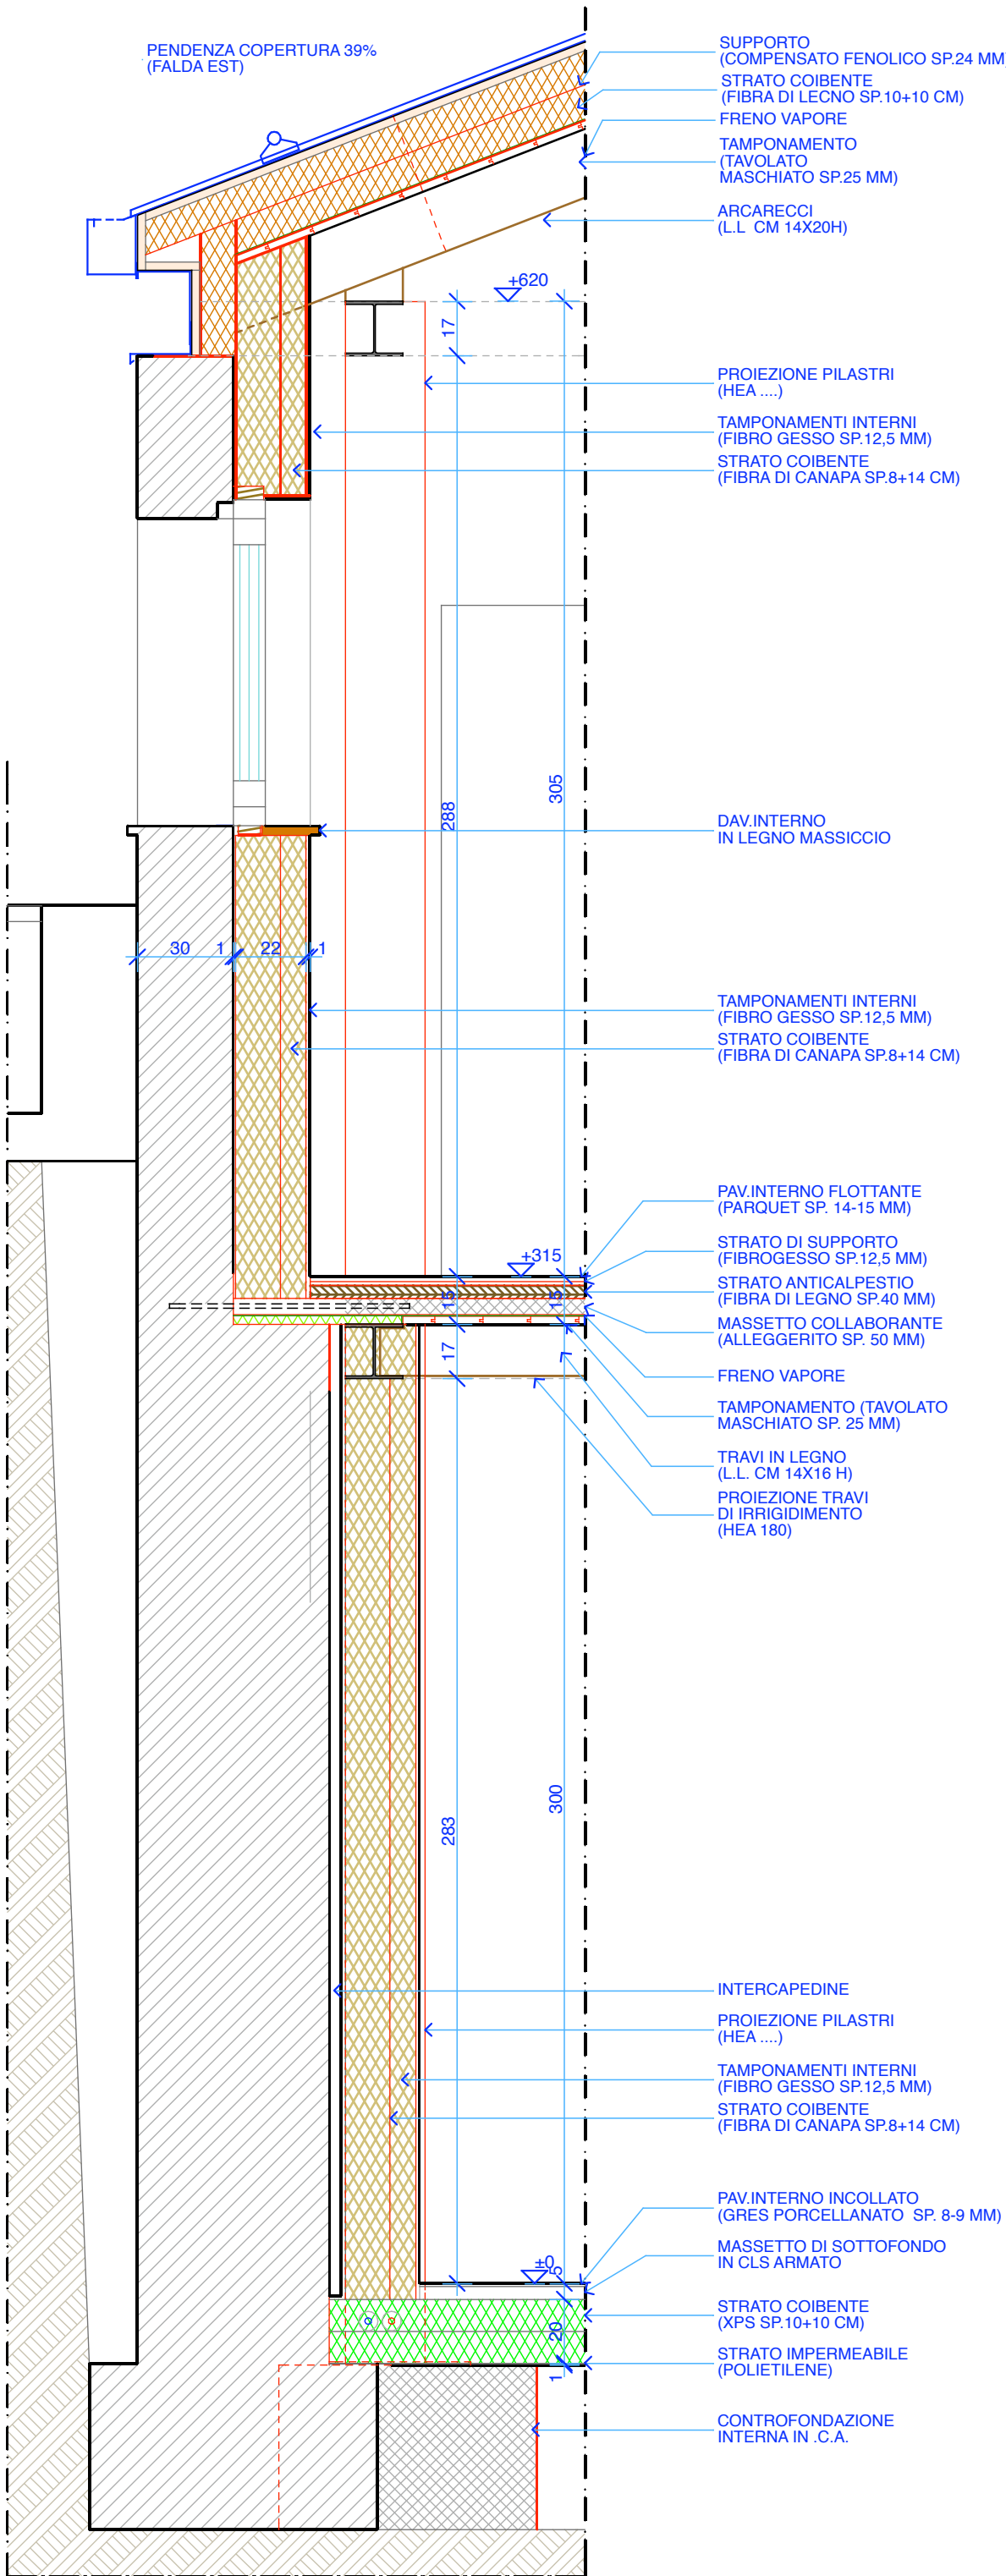 PENDENZA COPERTURA 39%
(FALDA EST)
SUPPORTO
(COMPENSATO FENOLICO SP.24 MM
STRATO COIBENTE
(FIBRA DI LECNO SP.10+10 CM)
FRENO VAPORE
TAMPONAMENTO
(TAVOLATO
MASCHIATO SP.25 MM)
ARCARECCI
(L.L CM 14X20H)
+620
17
PROIEZIONE PILASTRI
(HEA ....)
TAMPONAMENTI INTERNI
(FIBRO GESSO SP.12,5 MM)
STRATO COIBENTE
(FIBRA DI CANAPA SP.8+14 CM)
288
305
DAV.INTERNO
IN LEGNO MASSICCIO
30 1 22 1
TAMPONAMENTI INTERNI
(FIBRO GESSO SP.12,5 MM)
STRATO COIBENTE
(FIBRA DI CANAPA SP.8+14 CM)
PAV.INTERNO FLOTTANTE
(PARQUET SP. 14-15 MM)
+315
STRATO DI SUPPORTO
(FIBROGESSO SP.12,5 MM)
STRATO ANTICALPESTIO
(FIBRA DI LEGNO SP.40 MM)
15 15
MASSETTO COLLABORANTE
(ALLEGGERITO SP. 50 MM)
17
FRENO VAPORE
TAMPONAMENTO (TAVOLATO
MASCHIATO SP. 25 MM)
TRAVI IN LEGNO
(L.L. CM 14X16 H)
PROIEZIONE TRAVI
DI IRRIGIDIMENTO
(HEA 180)
283
300
INTERCAPEDINE
PROIEZIONE PILASTRI
(HEA ....)
TAMPONAMENTI INTERNI
(FIBRO GESSO SP.12,5 MM)
STRATO COIBENTE
(FIBRA DI CANAPA SP.8+14 CM)
PAV.INTERNO INCOLLATO
(GRES PORCELLANATO SP. 8-9 MM)
±0
5
MASSETTO DI SOTTOFONDO
IN CLS ARMATO
STRATO COIBENTE
(XPS SP.10+10 CM)
20
STRATO IMPERMEABILE
(POLIETILENE)
1
CONTROFONDAZIONE
INTERNA IN .C.A.